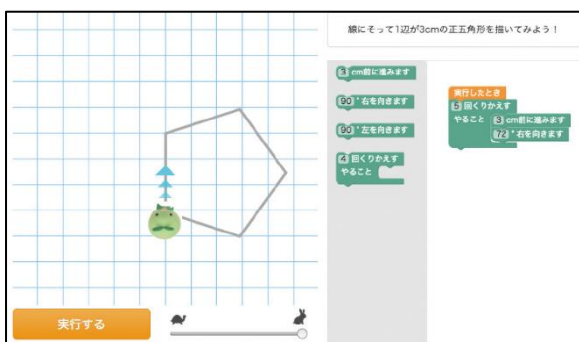 線にそって1辺が3cmの正五角形を描いてみよう！
3 cm前に進みます
90 °右を向きます
90 °左を向きます
4 回くりかえす
やること
実行したとき
5 回くりかえす
やること 3 cm前に進みます
72 °右を向きます
実行する